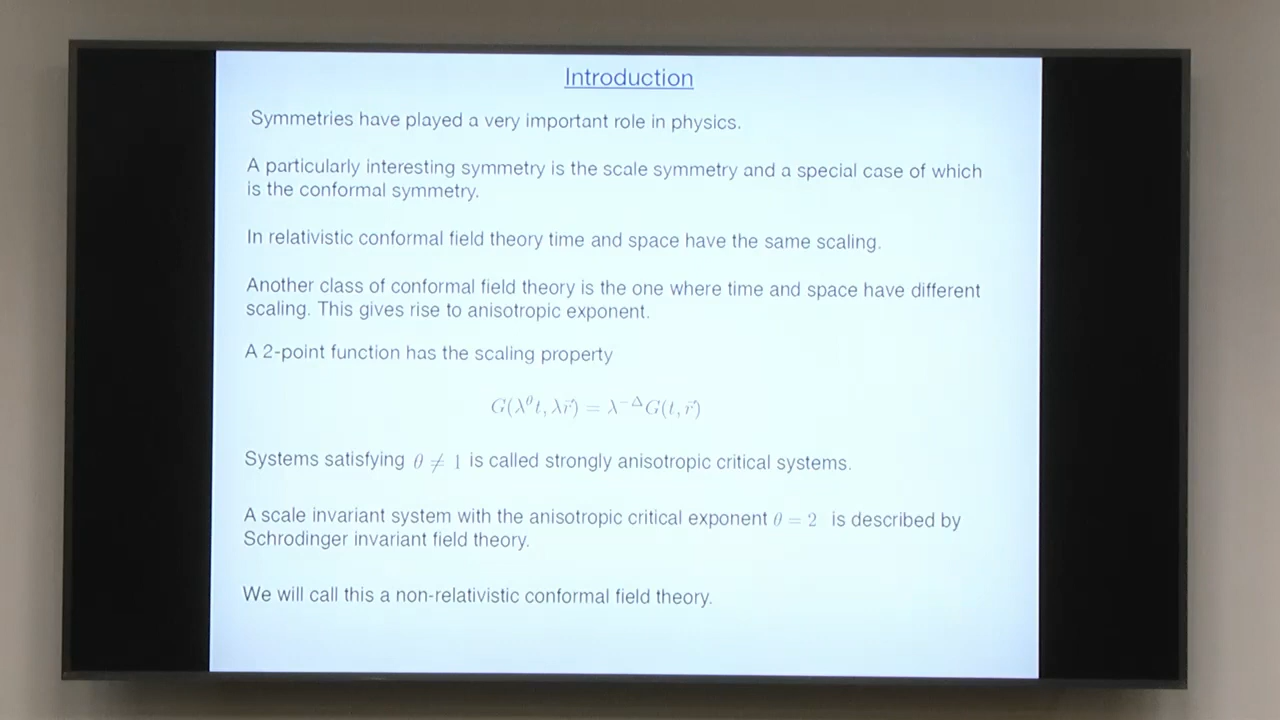 Introduction
Symmetries have played a very important role in physics.
A particularly interesting symmetry is the scale symmetry and a special case of which
is the conformal symmetry.
In relativistic conformal field theory time and space have the same scaling.
Another class of conformal field theory is the one where time and space have different
scaling. This gives rise to anisotropic exponent.
A 2-point function has the scaling property
G(λ^θ t, λr⃗) = λ^{−Δ}G(t, r⃗)
Systems satisfying θ ≠ 1 is called strongly anisotropic critical systems.
A scale invariant system with the anisotropic critical exponent θ = 2 is described by
Schrodinger invariant field theory.
We will call this a non-relativistic conformal field theory.